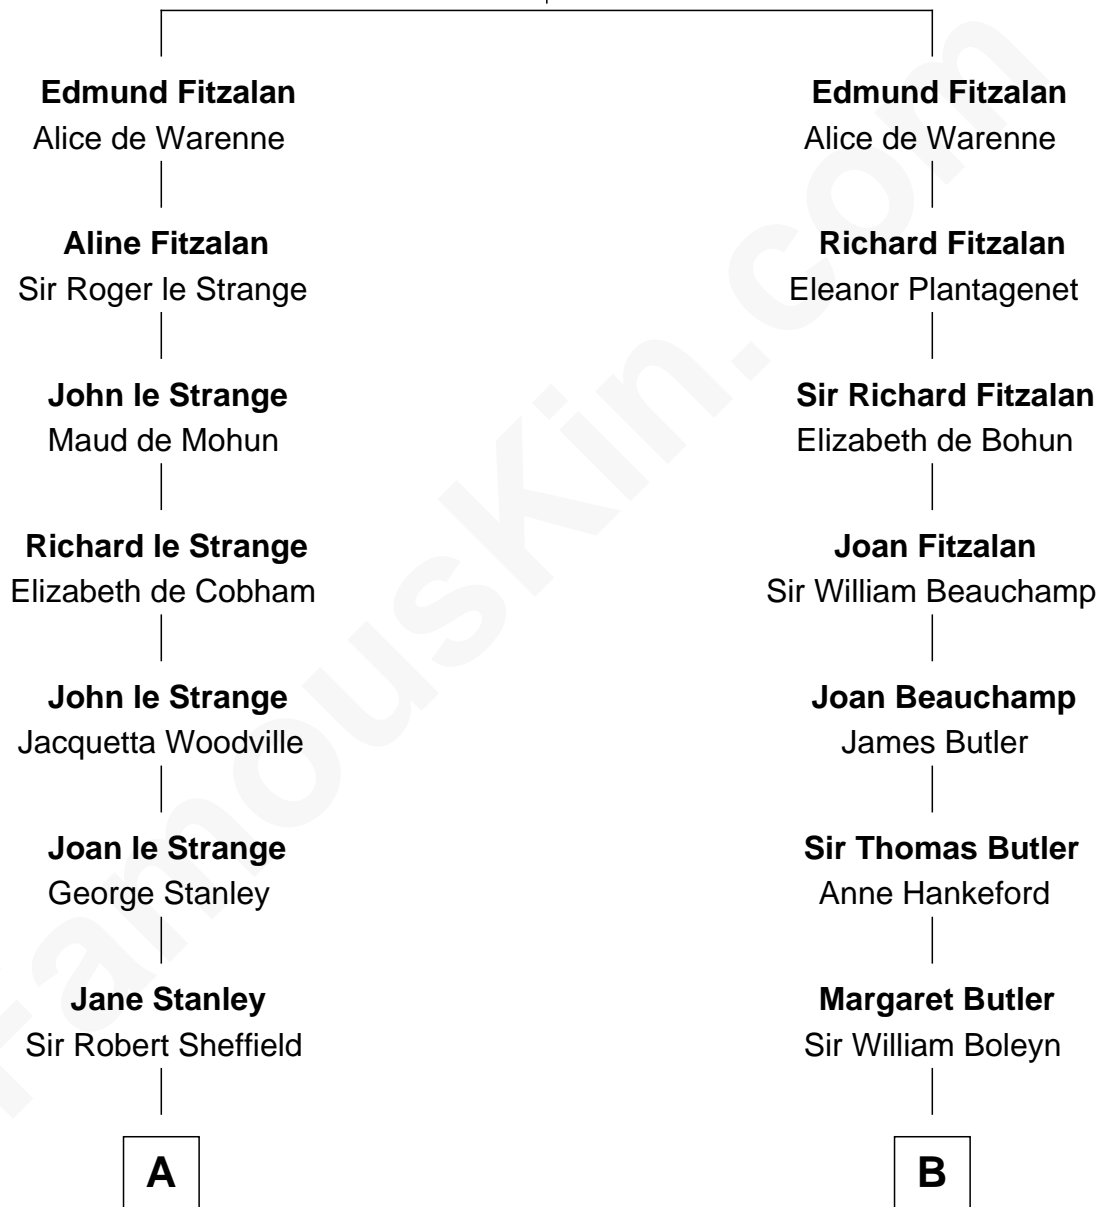 Edmund Fitzalan
Alice de Warenne
Aline Fitzalan
Sir Roger le Strange
John le Strange
Maud de Mohun
Richard le Strange
Elizabeth de Cobham
John le Strange
Jacquetta Woodville
Joan le Strange
George Stanley
Jane Stanley
Sir Robert Sheffield
A
Edmund Fitzalan
Alice de Warenne
Richard Fitzalan
Eleanor Plantagenet
Sir Richard Fitzalan
Elizabeth de Bohun
Joan Fitzalan
Sir William Beauchamp
Joan Beauchamp
James Butler
Sir Thomas Butler
Anne Hankeford
Margaret Butler
Sir William Boleyn
B
FamousKin.com